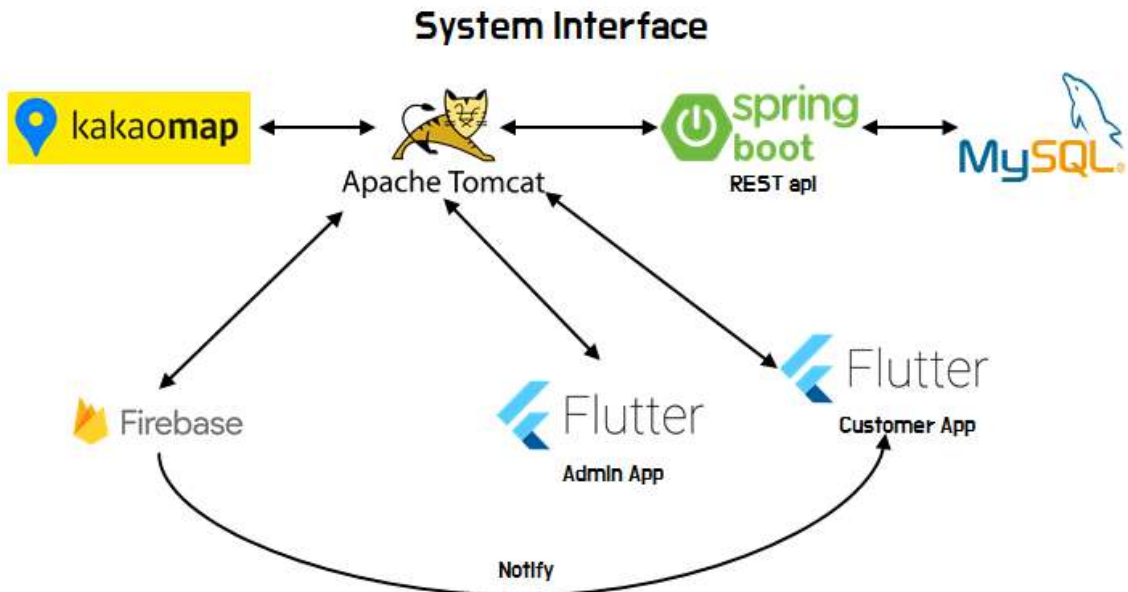 System Interface
kakaomap
Apache Tomcat
spring
boot
REST api
MySQL®
Firebase
Flutter
Admin App
Flutter
Customer App
Notify